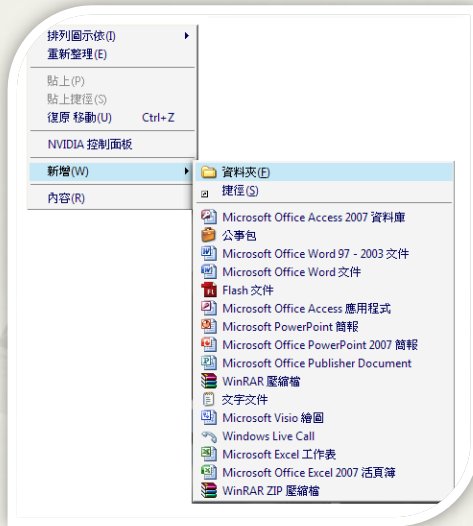 排列圖示依(I)
重新整理(E)
貼上(P)
貼上捷徑(S)
復原 移動(U) Ctrl+Z
NVIDIA 控制面板
新增(W)
內容(R)
資料夾(F)
捷徑(S)
Microsoft Office Access 2007 資料庫
公事包
Microsoft Office Word 97 - 2003 文件
Microsoft Office Word 文件
Flash 文件
Microsoft Office Access 應用程式
Microsoft PowerPoint 簡報
Microsoft Office PowerPoint 2007 簡報
Microsoft Office Publisher Document
WinRAR 壓縮檔
文字文件
Microsoft Visio 繪圖
Windows Live Call
Microsoft Excel 工作表
Microsoft Office Excel 2007 活頁簿
WinRAR ZIP 壓縮檔